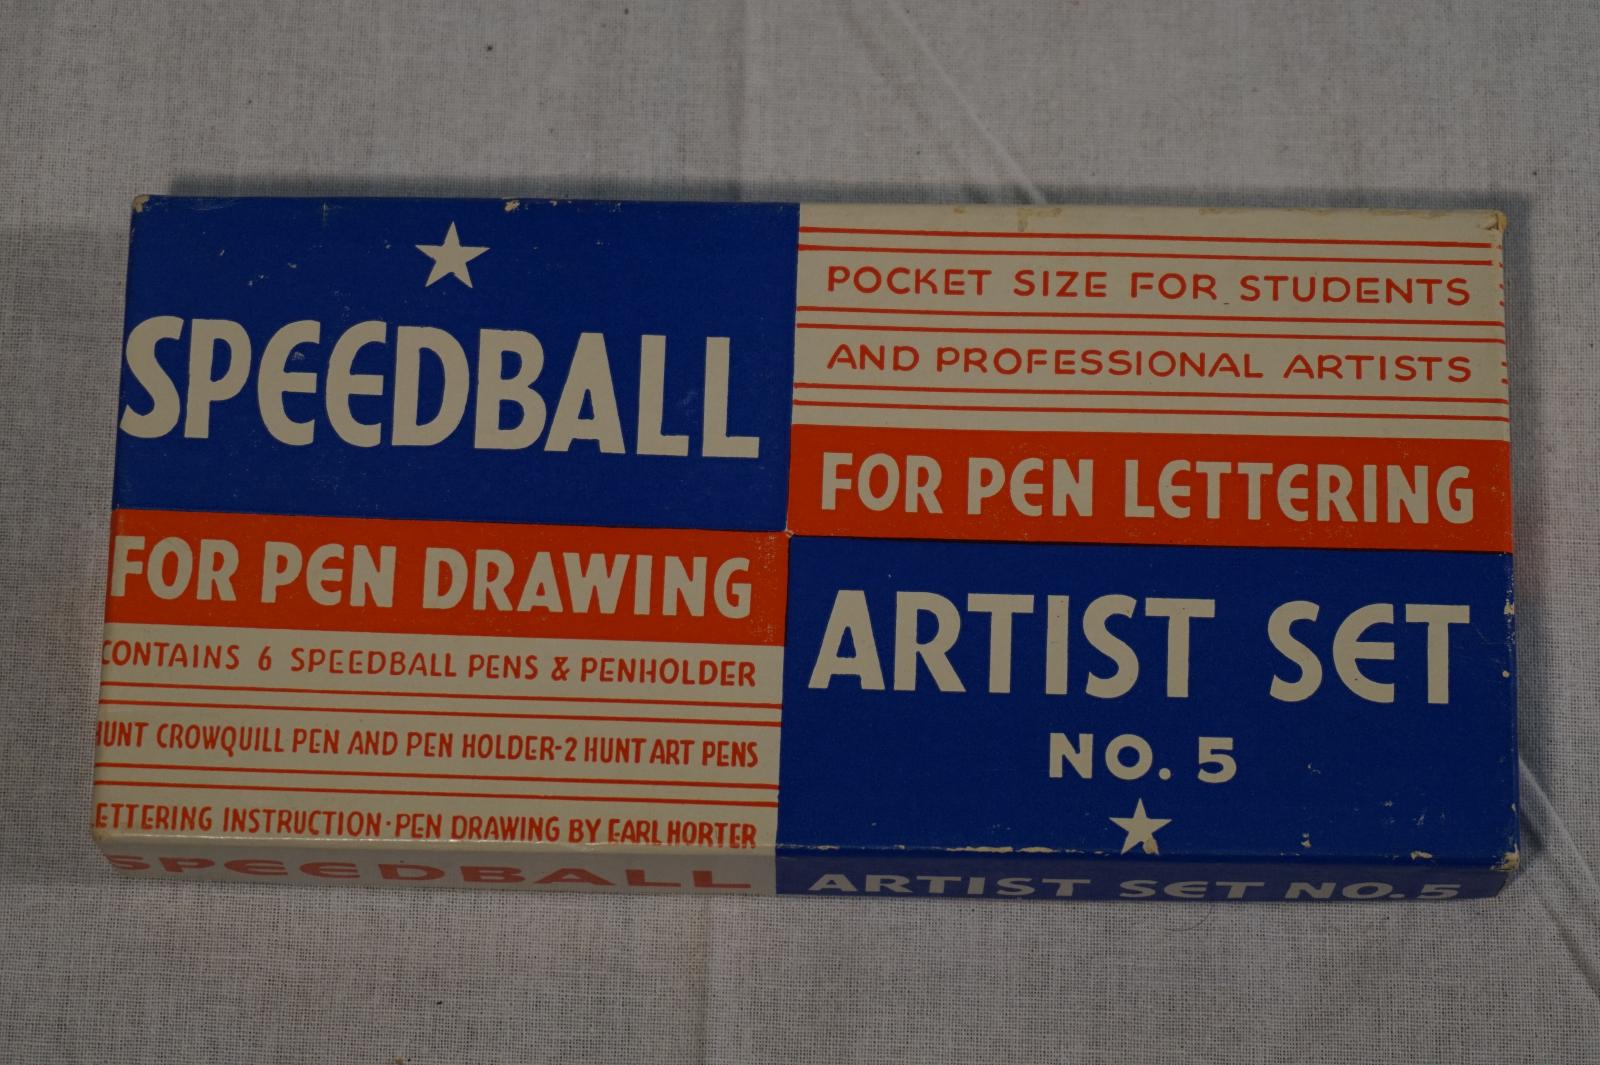 SPEEDBALL
FOR PEN DRAWING
CONTAINS 6 SPEEDBALL PENS & PENHOLDER
HUNT CROWQUILL PEN AND PEN HOLDER-2 HUNT ART PENS
LETTERING INSTRUCTION·PEN DRAWING BY EARL HORTER
POCKET SIZE FOR STUDENTS
AND PROFESSIONAL ARTISTS
FOR PEN LETTERING
ARTIST SET
NO. 5
SPEEDBALL ARTIST SET NO.5